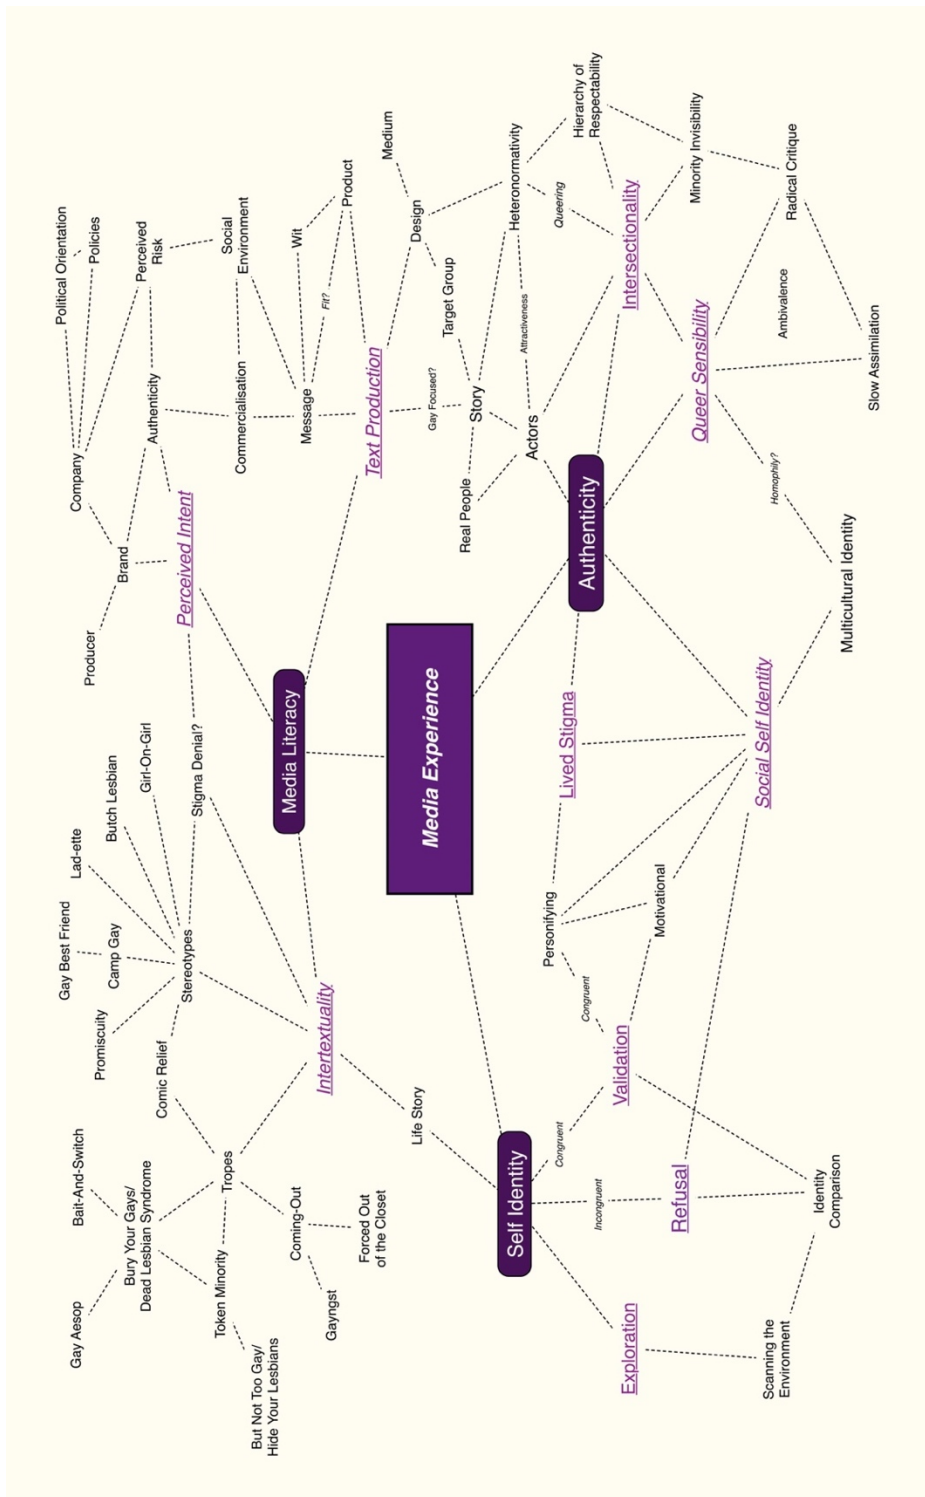 Gay Best Friend
Political Orientation
Gay Aesop
Bait-And-Switch
Lad-ette
Company
Policies
Promiscuity
Camp Gay
Butch Lesbian
Producer
Bury Your Gays/
Dead Lesbian Syndrome
Girl-On-Girl
Brand
Perceived
Risk
Comic Relief
Authenticity
Stereotypes
Stigma Denial?
Perceived Intent
Token Minority
Tropes
Commercialisation
Social
Environment
But Not Too Gay/
Hide Your Lesbians
Coming-Out
Media Literacy
Message
Wit
Gayngst
Intertextuality
Fit?
Product
Forced Out
of the Closet
Text Production
Medium
Life Story
Media Experience
Gay Focused?
Design
Target Group
Real People
Story
Self Identity
Actors
Attractiveness
Heteronormativity
Congruent
Personifying
Lived Stigma
Queering
Incongruent
Congruent
Authenticity
Hierarchy of
Respectability
Exploration
Validation
Intersectionality
Refusal
Motivational
Queer Sensibility
Minority Invisibility
Scanning the
Environment
Social Self Identity
Homophily?
Ambivalence
Radical Critique
Identity
Comparison
Multicultural Identity
Slow Assimilation